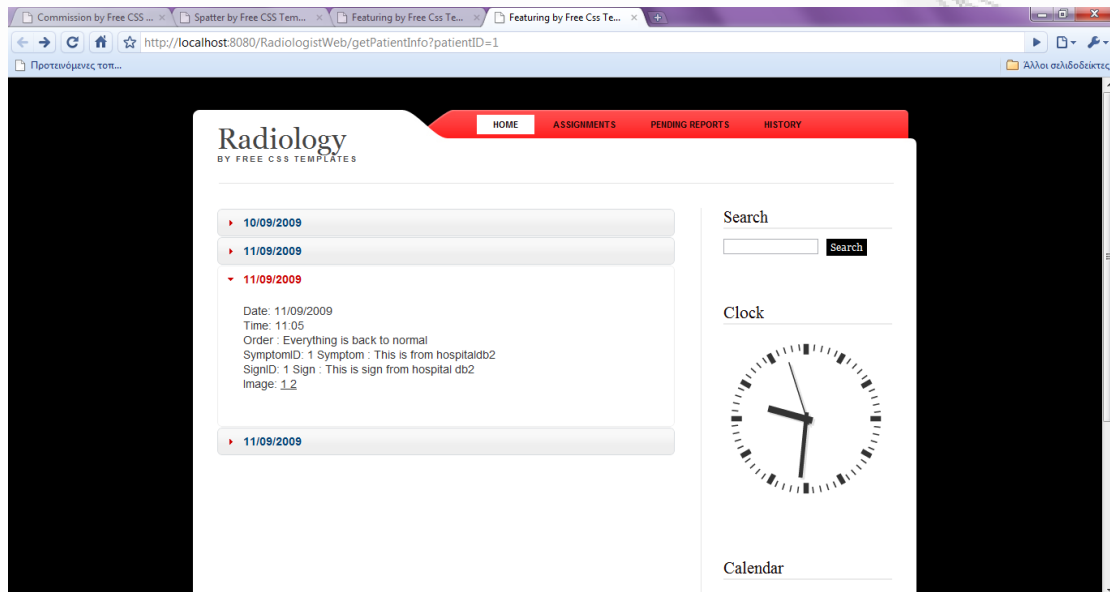 Commission by Free CSS ...
Spatter by Free CSS Tem...
Featuring by Free Css Te...
Featuring by Free Css Te...
http://localhost:8080/RadiologistWeb/getPatientInfo?patientID=1
Προτεινόμενες τοπ...
Άλλοι σελιδοδείκτες
Radiology
BY FREE CSS TEMPLATES
HOME
ASSIGNMENTS
PENDING REPORTS
HISTORY
10/09/2009
11/09/2009
11/09/2009
Date: 11/09/2009
Time: 11:05
Order : Everything is back to normal
SymptomID: 1 Symptom : This is from hospitaldb2
SignID: 1 Sign : This is sign from hospital db2
Image: 1 2
11/09/2009
Search
Search
Clock
Calendar